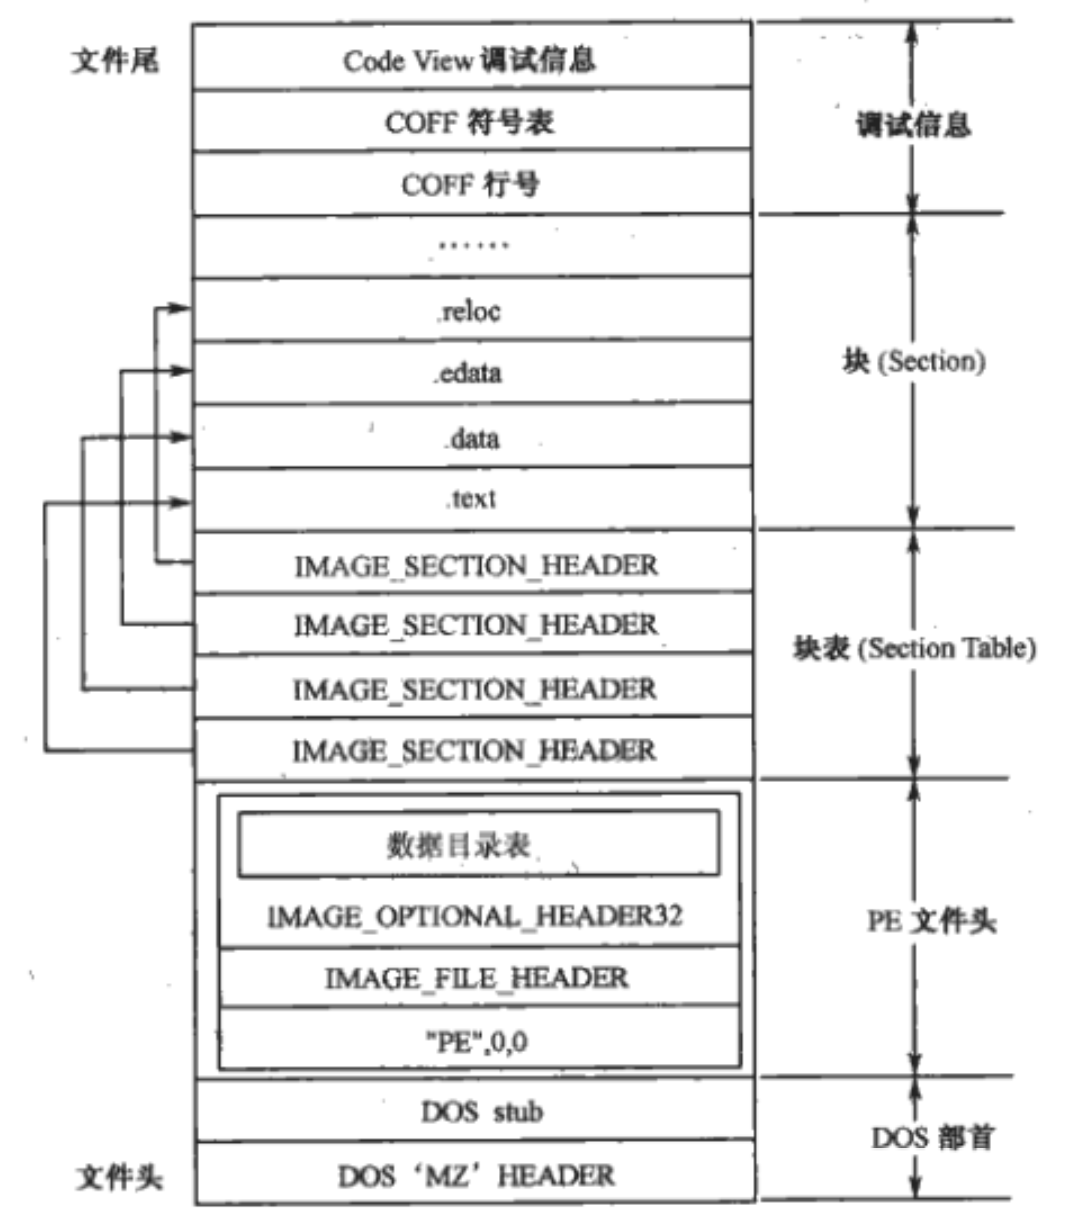 文件尾
Code View 调试信息
COFF 符号表
调试信息
COFF 行号
······
.reloc
.edata
块 (Section)
.data
.text
IMAGE_SECTION_HEADER
IMAGE_SECTION_HEADER
块表 (Section Table)
IMAGE_SECTION_HEADER
IMAGE_SECTION_HEADER
数据目录表
IMAGE_OPTIONAL_HEADER32
PE 文件头
IMAGE_FILE_HEADER
"PE",0,0
DOS stub
DOS 部首
文件头
DOS ‘MZ’ HEADER